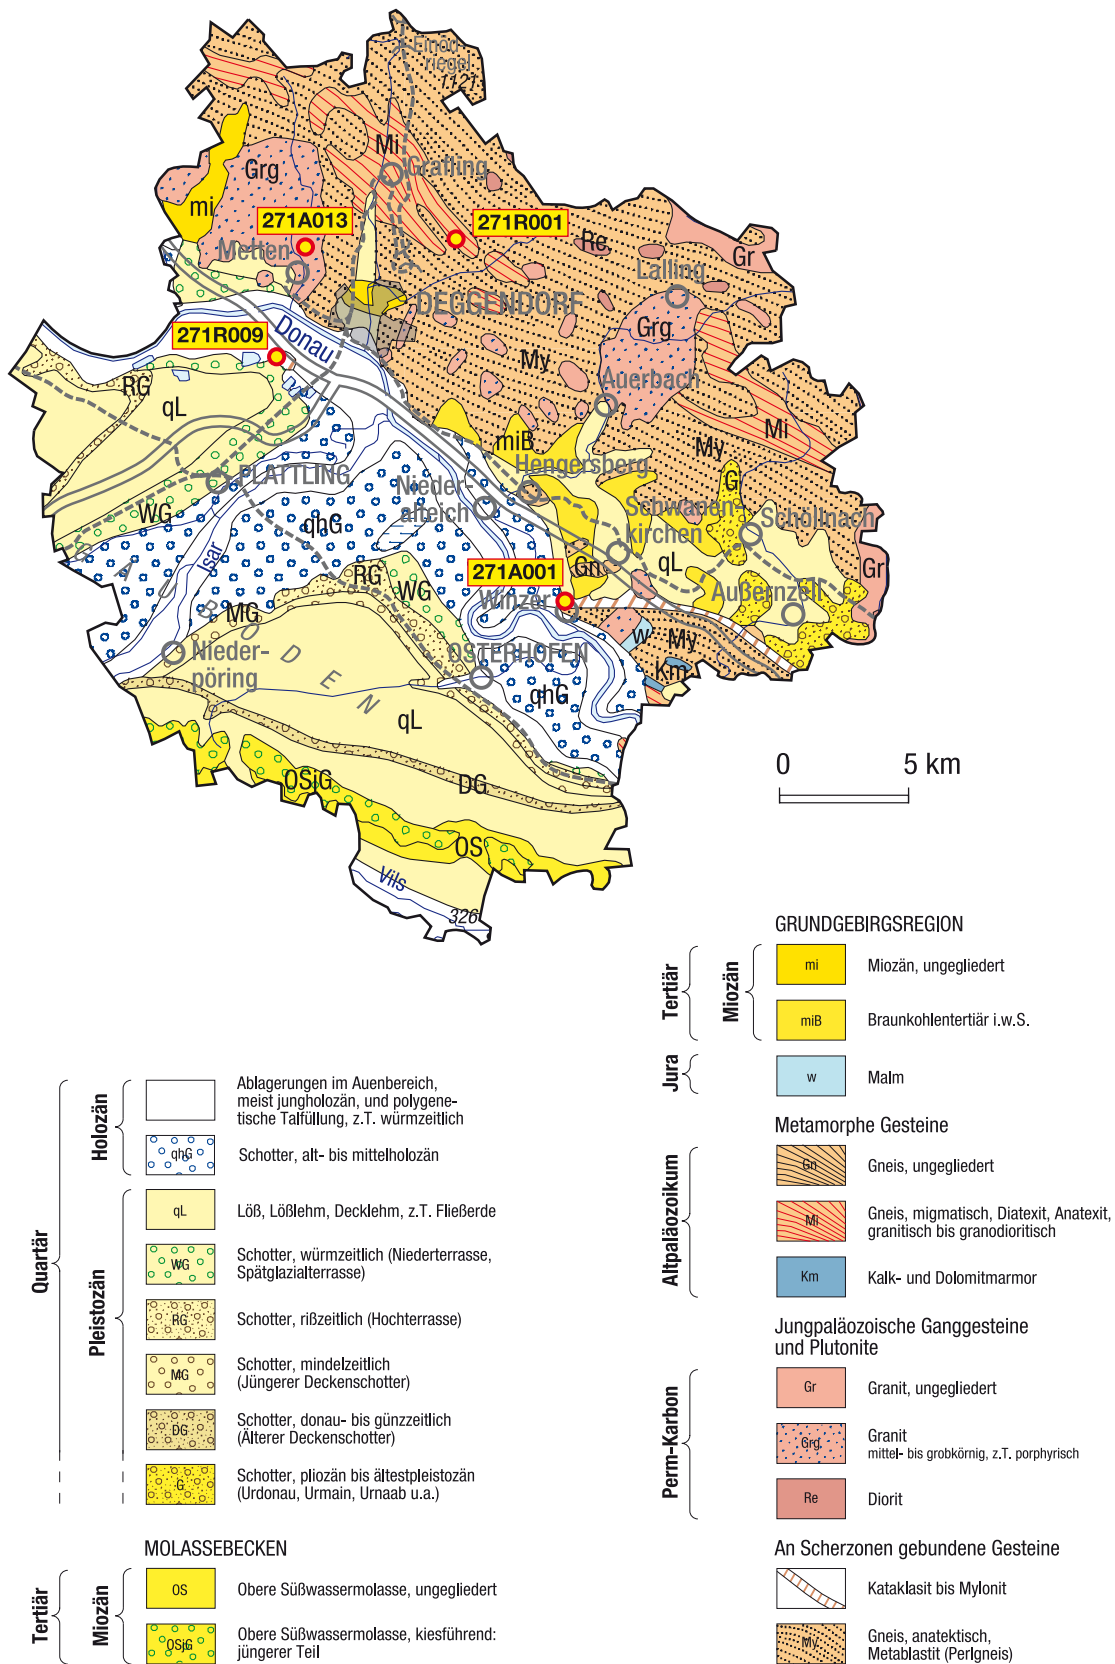 Einöd
riegel
1121
Mi
Grafling
Grg
mi
271A013
271R001
Metten
Re
Gr
Lalling
DEGGENDORF
Grg
271R009
Donau
RG
qL
My
Auerbach
Mi
My
miB
G
Hengersberg
PLATTLING
Nieder-
alteich
WG
qhG
Schwanen-
kirchen
Schöllnach
Isar
RG
WG
271A001
Gn
qL
Gr
Außernzell
Winzer
GÄUBODEN
MG
w
My
Nieder-
pöring
OSTERHOFEN
Km
qhG
qL
OSjG
DG
OS
Vils
326
0 5 km
GRUNDGEBIRGSREGION
Tertiär
Miozän
mi Miozän, ungegliedert
miB Braunkohlentertiär i.w.S.
Jura
w Malm
Metamorphe Gesteine
Altpaläozoikum
Gn Gneis, ungegliedert
Mi Gneis, migmatisch, Diatexit, Anatexit,
granitisch bis granodioritisch
Km Kalk- und Dolomitmarmor
Jungpaläozoische Ganggesteine
und Plutonite
Perm-Karbon
Gr Granit, ungegliedert
Grg Granit
mittel- bis grobkörnig, z.T. porphyrisch
Re Diorit
An Scherzonen gebundene Gesteine
Kataklasit bis Mylonit
My Gneis, anatektisch,
Metablastit (Perlgneis)
Quartär
Holozän
Ablagerungen im Auenbereich,
meist jungholozän, und polygene-
tische Talfüllung, z.T. würmzeitlich
qhG Schotter, alt- bis mittelholozän
Pleistozän
qL Löß, Lößlehm, Decklehm, z.T. Fließerde
WG Schotter, würmzeitlich (Niederterrasse,
Spätglazialterrasse)
RG Schotter, rißzeitlich (Hochterrasse)
MG Schotter, mindelzeitlich
(Jüngerer Deckenschotter)
DG Schotter, donau- bis günzzeitlich
(Älterer Deckenschotter)
G Schotter, pliozän bis ältestpleistozän
(Urdonau, Urmain, Urnaab u.a.)
MOLASSEBECKEN
Tertiär
Miozän
OS Obere Süßwassermolasse, ungegliedert
OSjG Obere Süßwassermolasse, kiesführend:
jüngerer Teil